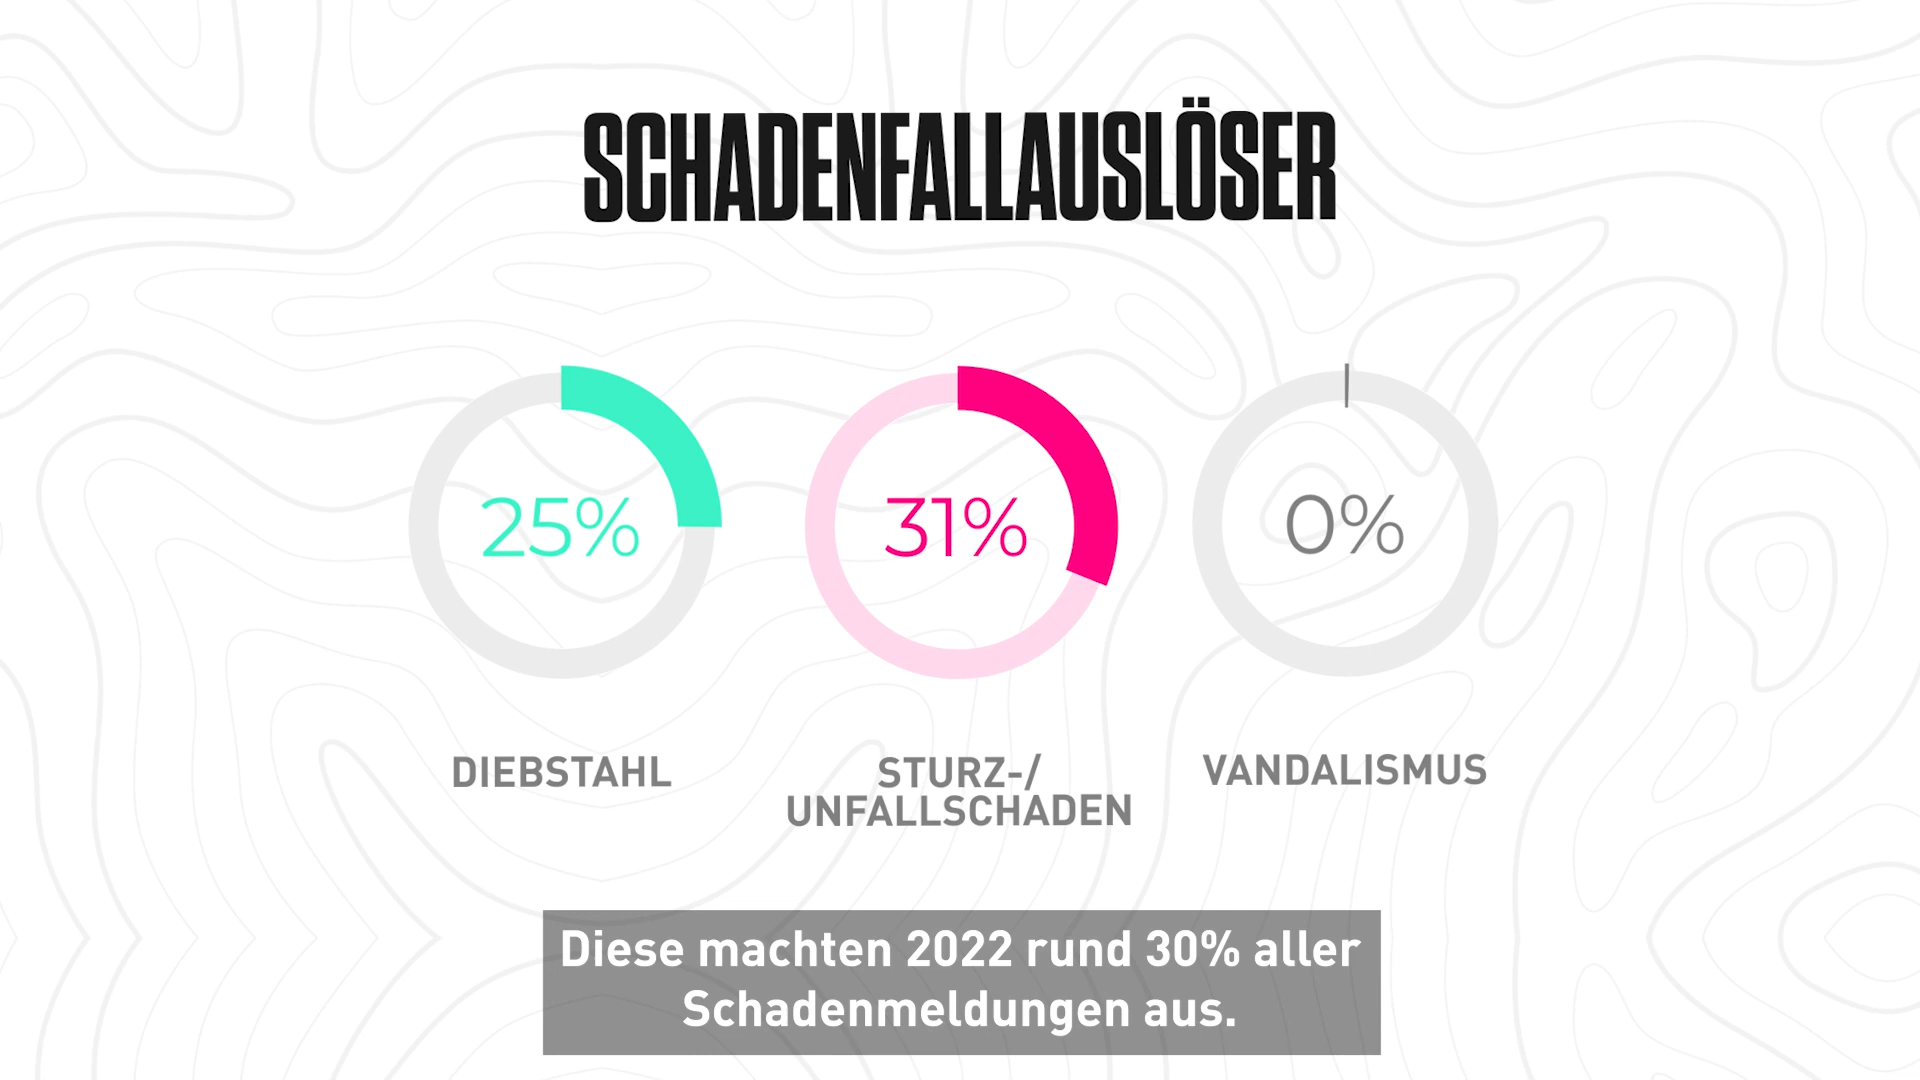 SCHADENFALLAUSLÖSER
25%
31%
0%
DIEBSTAHL
STURZ-/
UNFALLSCHADEN
VANDALISMUS
Diese machten 2022 rund 30% aller
Schadenmeldungen aus.